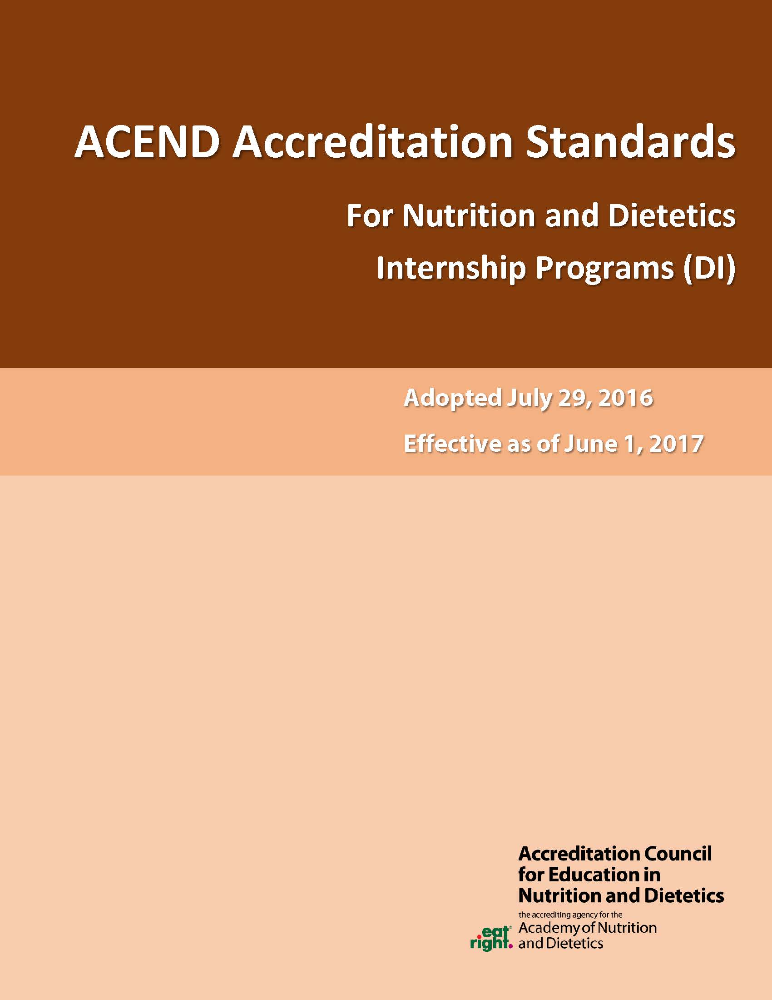 ACEND Accreditation Standards
For Nutrition and Dietetics
Internship Programs (DI)
Adopted July 29, 2016
Effective as of June 1, 2017
Accreditation Council
for Education in
Nutrition and Dietetics
the accrediting agency for the
eat® Academy of Nutrition
right. and Dietetics